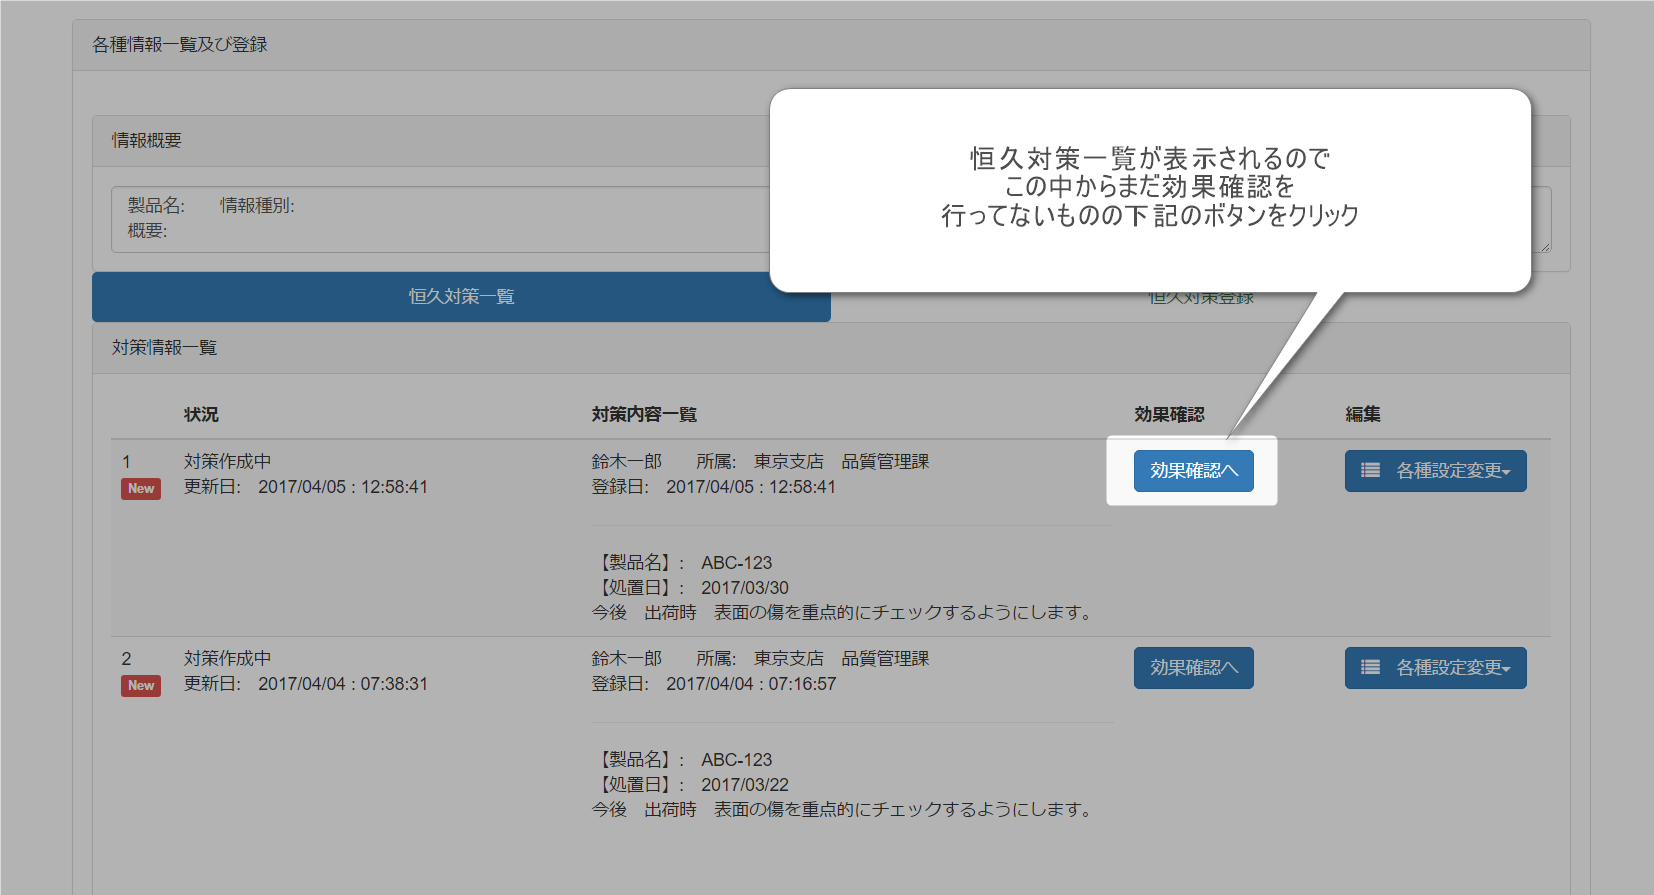 各種情報一覧及び登録
情報概要
製品名: 情報種別:
概要:
恒久対策一覧が表示されるので
この中からまだ効果確認を
行ってないものの下記のボタンをクリック
恒久対策一覧
恒久対策登録
対策情報一覧
状況 対策内容一覧 効果確認 編集
1 対策作成中 鈴木一郎 所属: 東京支店 品質管理課 効果確認へ 各種設定変更
New 更新日: 2017/04/05 : 12:58:41 登録日: 2017/04/05 : 12:58:41
【製品名】: ABC-123
【処置日】: 2017/03/30
今後 出荷時 表面の傷を重点的にチェックするようにします。
2 対策作成中 鈴木一郎 所属: 東京支店 品質管理課 効果確認へ 各種設定変更
New 更新日: 2017/04/04 : 07:38:31 登録日: 2017/04/04 : 07:16:57
【製品名】: ABC-123
【処置日】: 2017/03/22
今後 出荷時 表面の傷を重点的にチェックするようにします。